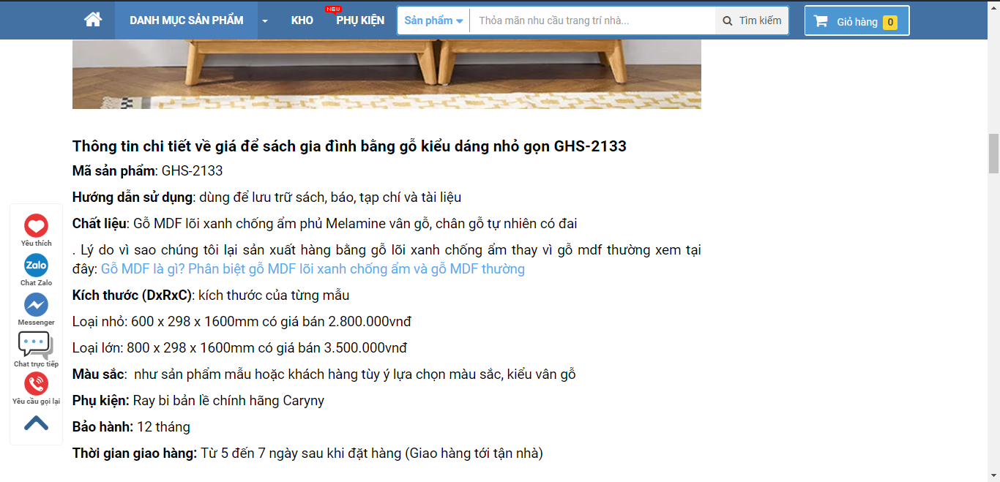 DANH MỤC SẢN PHẨM
KHO
NEW
PHỤ KIỆN
Sản phẩm
Thỏa mãn nhu cầu trang trí nhà...
Tìm kiếm
Giỏ hàng 0
Thông tin chi tiết về giá để sách gia đình bằng gỗ kiểu dáng nhỏ gọn GHS-2133
Mã sản phẩm: GHS-2133
Hướng dẫn sử dụng: dùng để lưu trữ sách, báo, tạp chí và tài liệu
Chất liệu: Gỗ MDF lõi xanh chống ẩm phủ Melamine vân gỗ, chân gỗ tự nhiên có đai
. Lý do vì sao chúng tôi lại sản xuất hàng bằng gỗ lõi xanh chống ẩm thay vì gỗ mdf thường xem tại
đây: Gỗ MDF là gì? Phân biệt gỗ MDF lõi xanh chống ẩm và gỗ MDF thường
Kích thước (DxRxC): kích thước của từng mẫu
Loại nhỏ: 600 x 298 x 1600mm có giá bán 2.800.000vnđ
Loại lớn: 800 x 298 x 1600mm có giá bán 3.500.000vnđ
Màu sắc: như sản phẩm mẫu hoặc khách hàng tùy ý lựa chọn màu sắc, kiểu vân gỗ
Phụ kiện: Ray bi bản lề chính hãng Caryny
Bảo hành: 12 tháng
Thời gian giao hàng: Từ 5 đến 7 ngày sau khi đặt hàng (Giao hàng tới tận nhà)
Yêu thích
Zalo
Chat Zalo
Messenger
Chat trực tiếp
Yêu cầu gọi lại